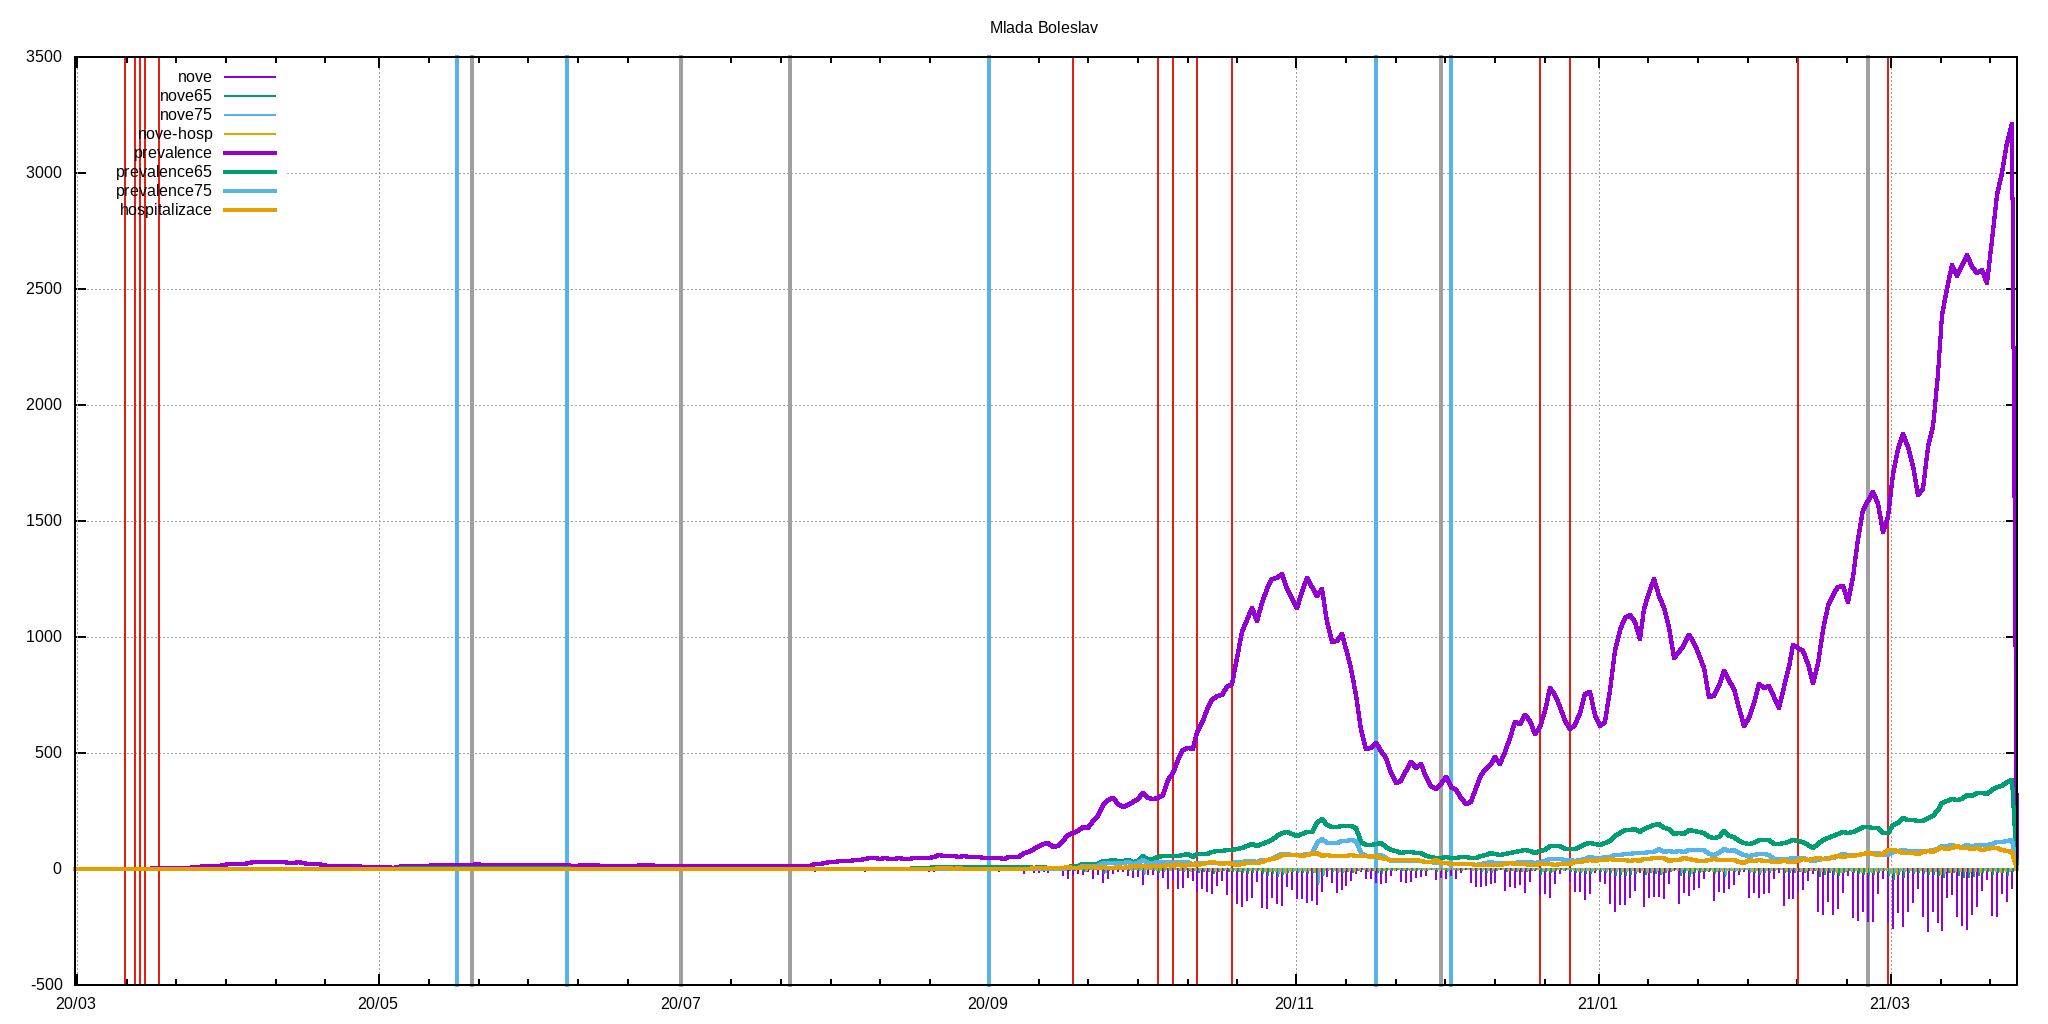 Mlada Boleslav
3500
3000
2500
2000
1500
1000
500
0
-500
nove
nove65
nove75
nove-hosp
prevalence
prevalence65
prevalence75
hospitalizace
20/03 20/05 20/07 20/09 20/11 21/01 21/03